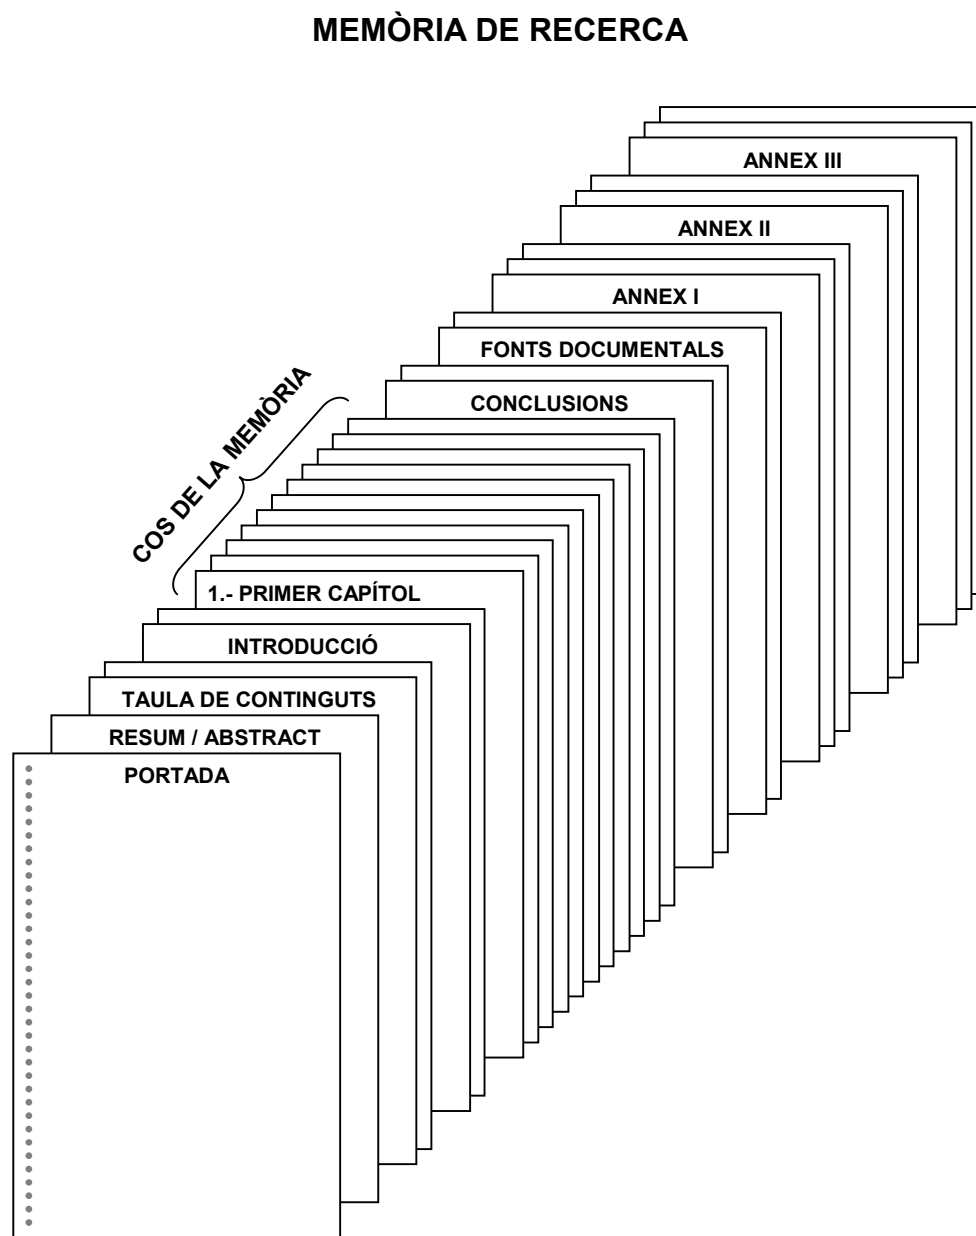 MEMÒRIA DE RECERCA
ANNEX III
ANNEX II
ANNEX I
FONTS DOCUMENTALS
CONCLUSIONS
COS DE LA MEMÒRIA
1.- PRIMER CAPÍTOL
INTRODUCCIÓ
TAULA DE CONTINGUTS
RESUM / ABSTRACT
PORTADA